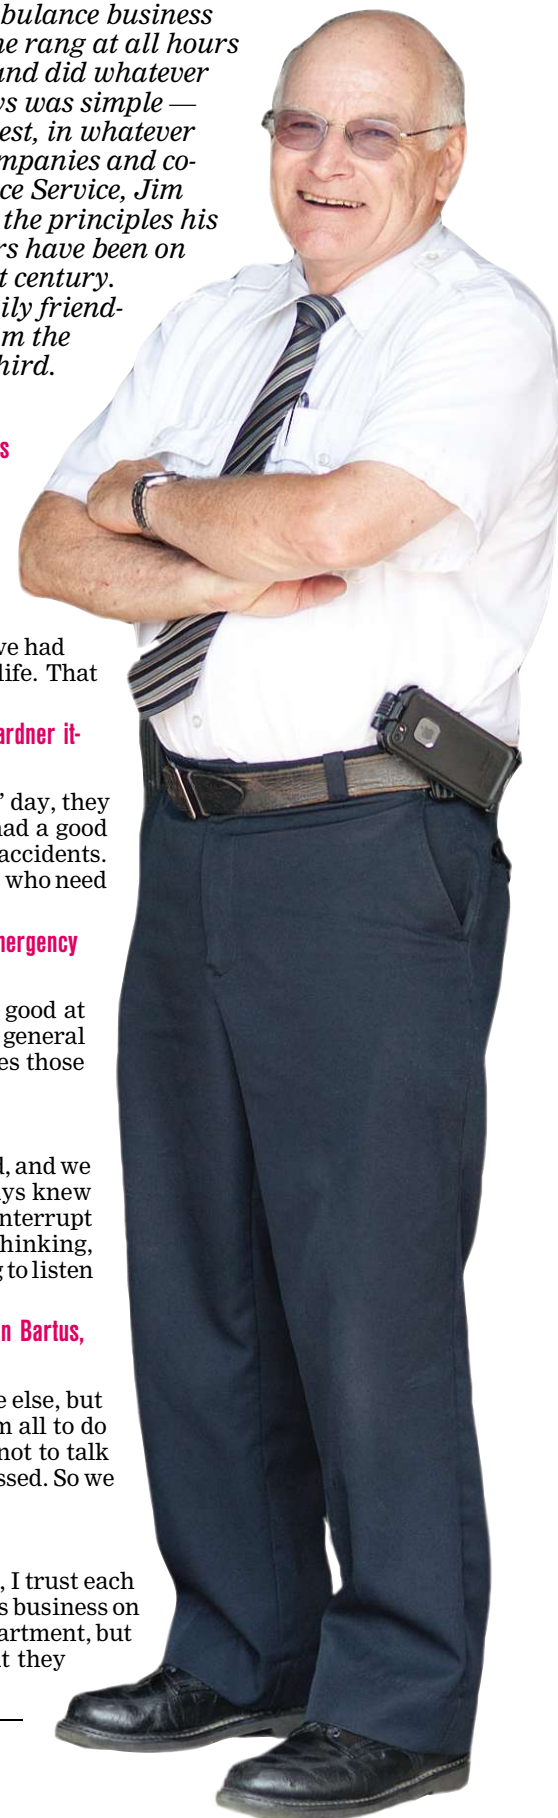 bulance business
ne rang at all hours
and did whatever
ys was simple —
est, in whatever
mpanies and co-
ce Service, Jim
the principles his
rs have been on
t century.
ily friend-
m the
hird.
s
ve had
life. That
ardner it-
’ day, they
had a good
accidents.
who need
mergency
good at
general
es those
d, and we
ys knew
interrupt
thinking,
g to listen
n Bartus,
e else, but
m all to do
not to talk
ssed. So we
, I trust each
s business on
artment, but
t they